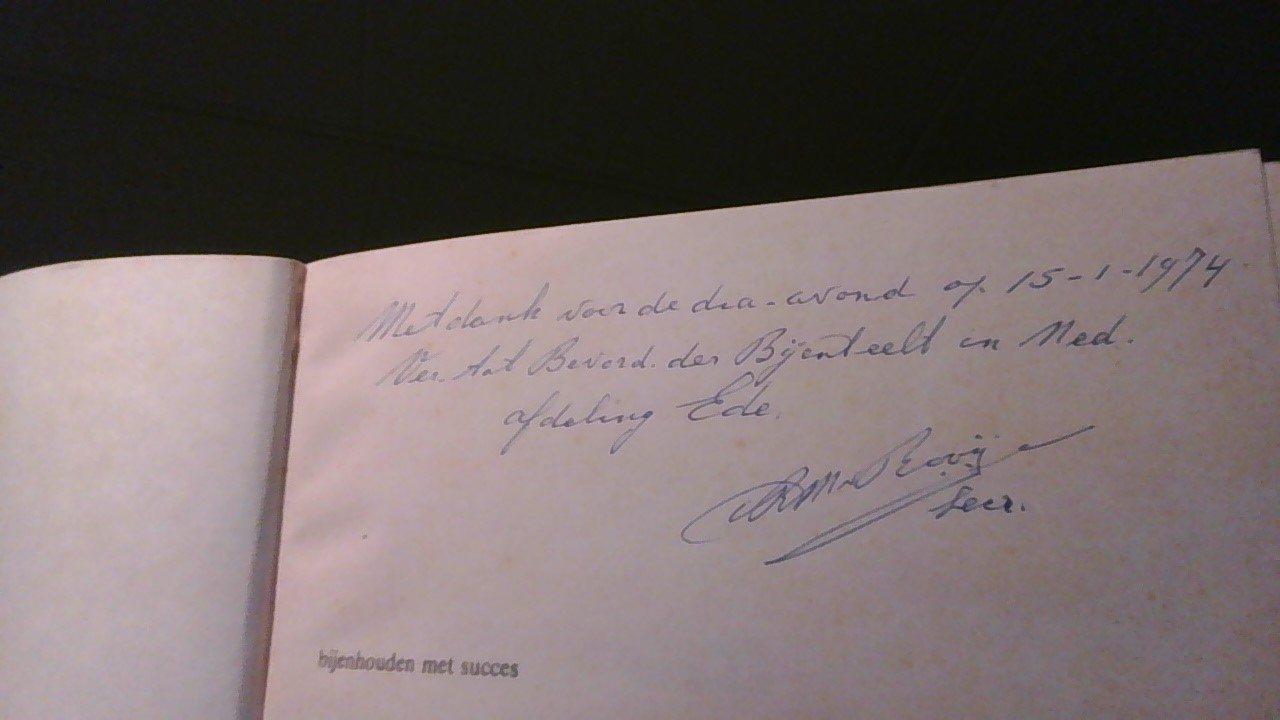 Met dank voor de dia-avond op 15-1-1974
Ver. tot Bevord. der Bijenteelt in Ned.
afdeling Ede.
Secr.
bijenhouden met succes